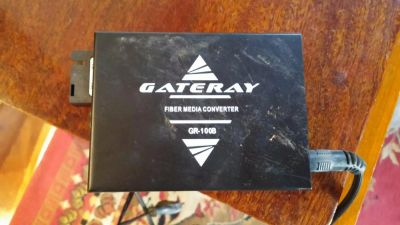 GATERAY
FIBER MEDIA CONVERTER
GR-100B